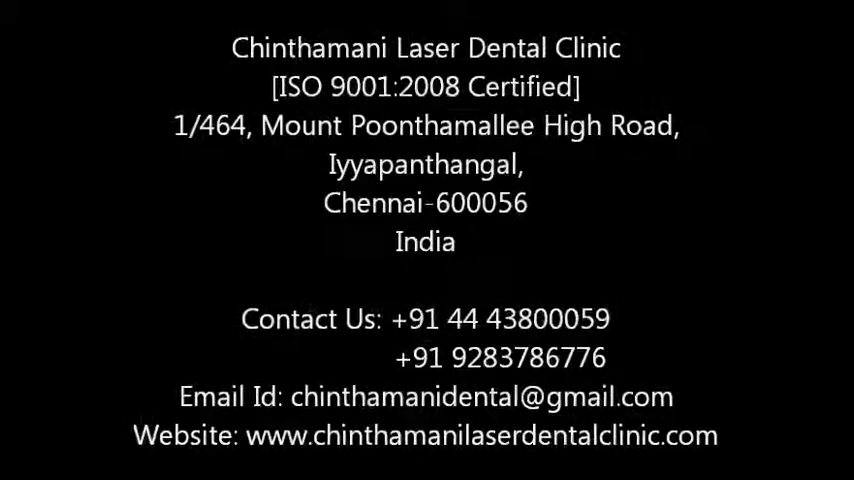 Chinthamani Laser Dental Clinic
[ISO 9001:2008 Certified]
1/464, Mount Poonthamallee High Road,
Iyyapanthangal,
Chennai-600056
India
Contact Us: +91 44 43800059
+91 9283786776
Email Id: chinthamanidental@gmail.com
Website: www.chinthamanilaserdentalclinic.com